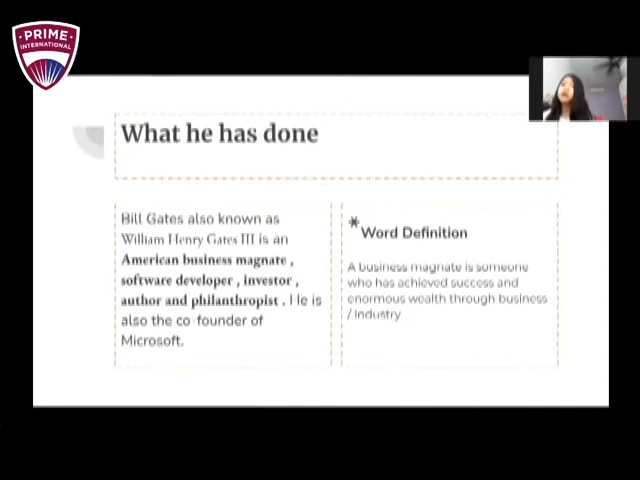 PRIME
INTERNATIONAL
What he has done
Bill Gates also known as
William Henry Gates III is an
American business magnate ,
software developer , investor ,
author and philanthropist . He is
also the co-founder of
Microsoft.
* Word Definition
A business magnate is someone
who has achieved success and
enormous wealth through business
/ industry